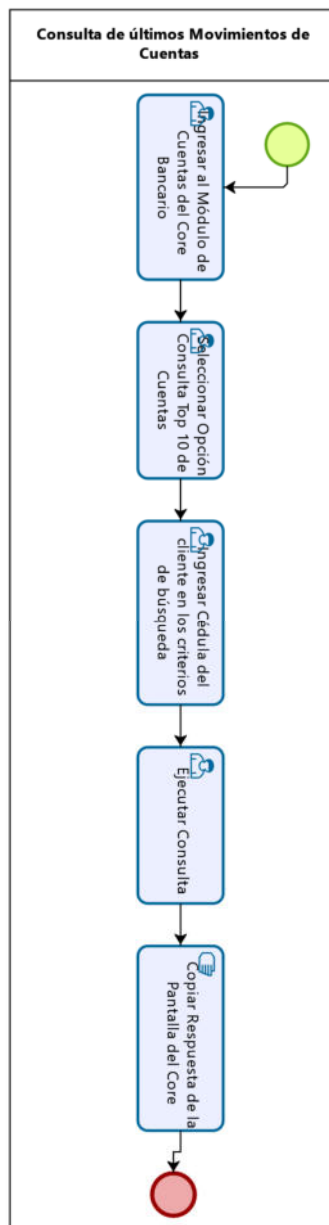 Consulta de últimos Movimientos de
Cuentas
Ingresar al Módulo de
Cuentas del Core
Bancario
Seleccionar Opción
Consulta Top 10 de
Cuentas
Ingresar Cédula del
cliente en los criterios
de búsqueda
Ejecutar Consulta
Copiar Respuesta de la
Pantalla del Core